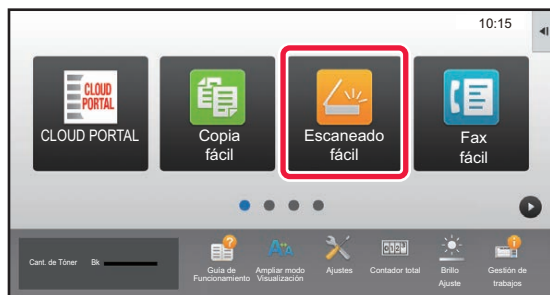 10:15
CLOUD
PORTAL
CLOUD PORTAL
Copia
fácil
Escaneado
fácil
Fax
fácil
Cant. de Tóner Bk
Guía de
Funcionamiento
Ampliar modo
Visualización
Ajustes
Contador total
Brillo
Ajuste
Gestión de
trabajos